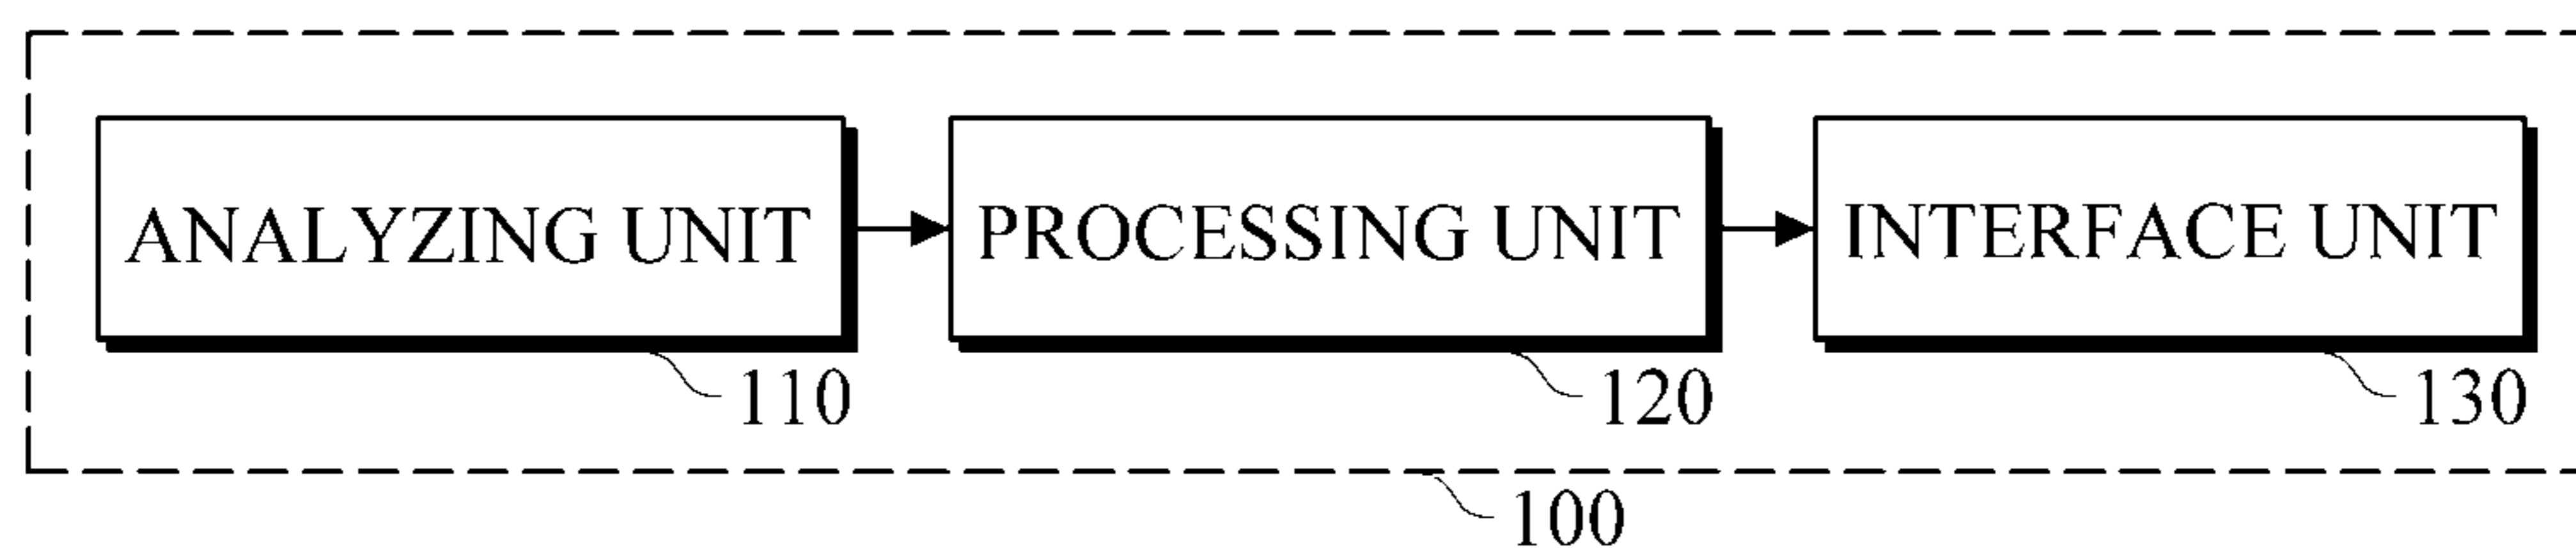 ANALYZING UNIT
PROCESSING UNIT
INTERFACE UNIT
110
120
130
100